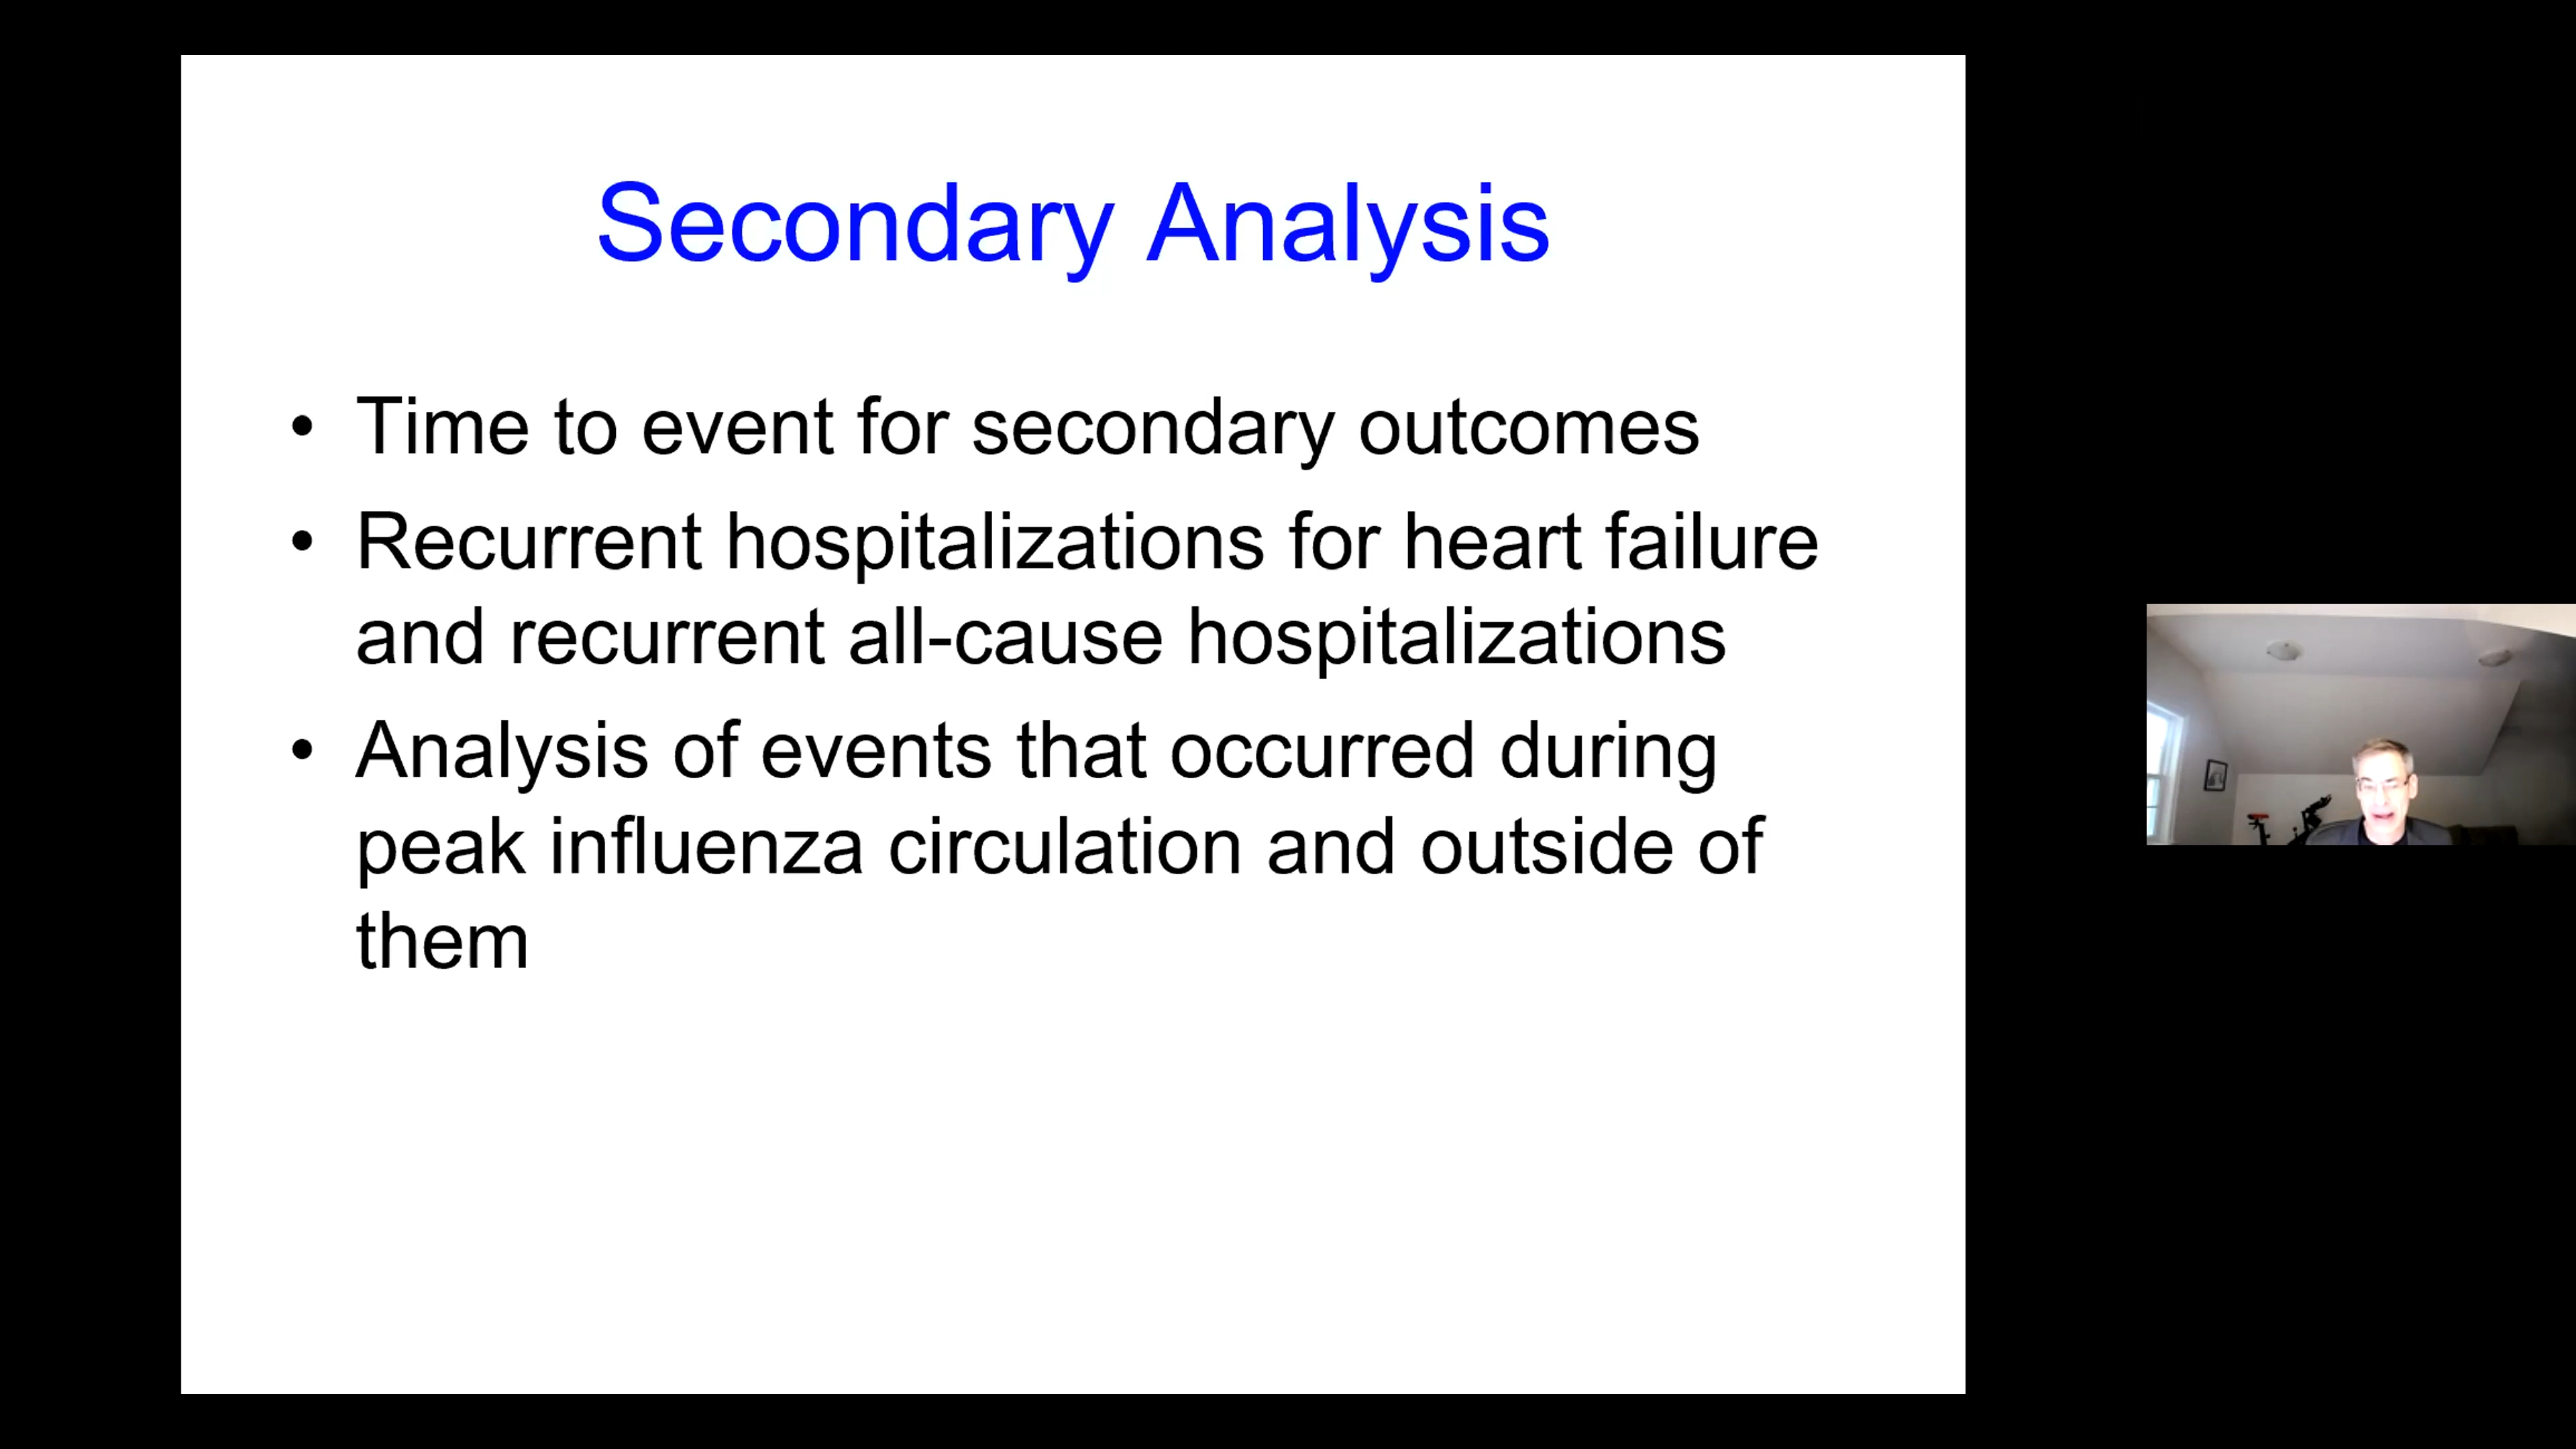 Secondary Analysis
• Time to event for secondary outcomes
• Recurrent hospitalizations for heart failure
and recurrent all-cause hospitalizations
• Analysis of events that occurred during
peak influenza circulation and outside of
them